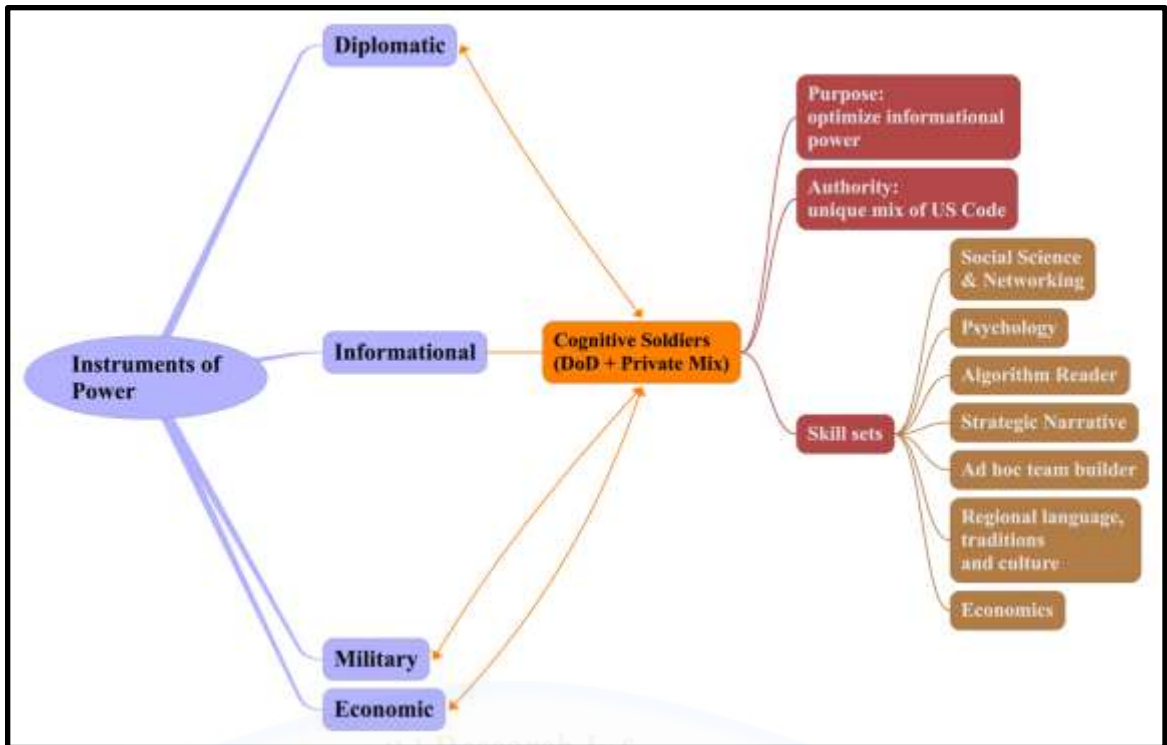 Diplomatic
Purpose:
optimize informational
power
Authority:
unique mix of US Code
Social Science
& Networking
Psychology
Instruments of
Power
Informational
Cognitive Soldiers
(DoD + Private Mix)
Algorithm Reader
Strategic Narrative
Skill sets
Ad hoc team builder
Regional language,
traditions
and culture
Economics
Military
Economic